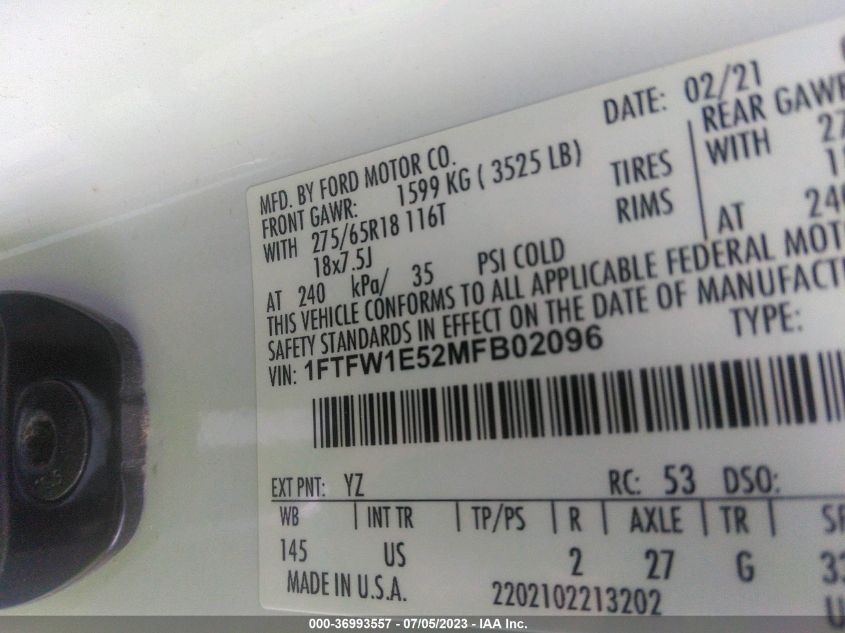 DATE: 02/21
MFD. BY FORD MOTOR CO.
FRONT GAWR: 1599 KG ( 3525 LB) TIRES REAR GAWR
WITH 275/65R18 116T RIMS WITH
18x7.5J
AT 240 kPa/ 35 PSI COLD AT 240
THIS VEHICLE CONFORMS TO ALL APPLICABLE FEDERAL
SAFETY STANDARDS IN EFFECT ON THE DATE OF
VIN: 1FTFW1E52MFB02096 TYPE:
EXT PNT: YZ RC: 53 DSO:
WB INT TR TP/PS R AXLE TR
145 US 2 27 G
MADE IN U.S.A. 2202102213202
000-36993557 - 07/05/2023 - IAA Inc.